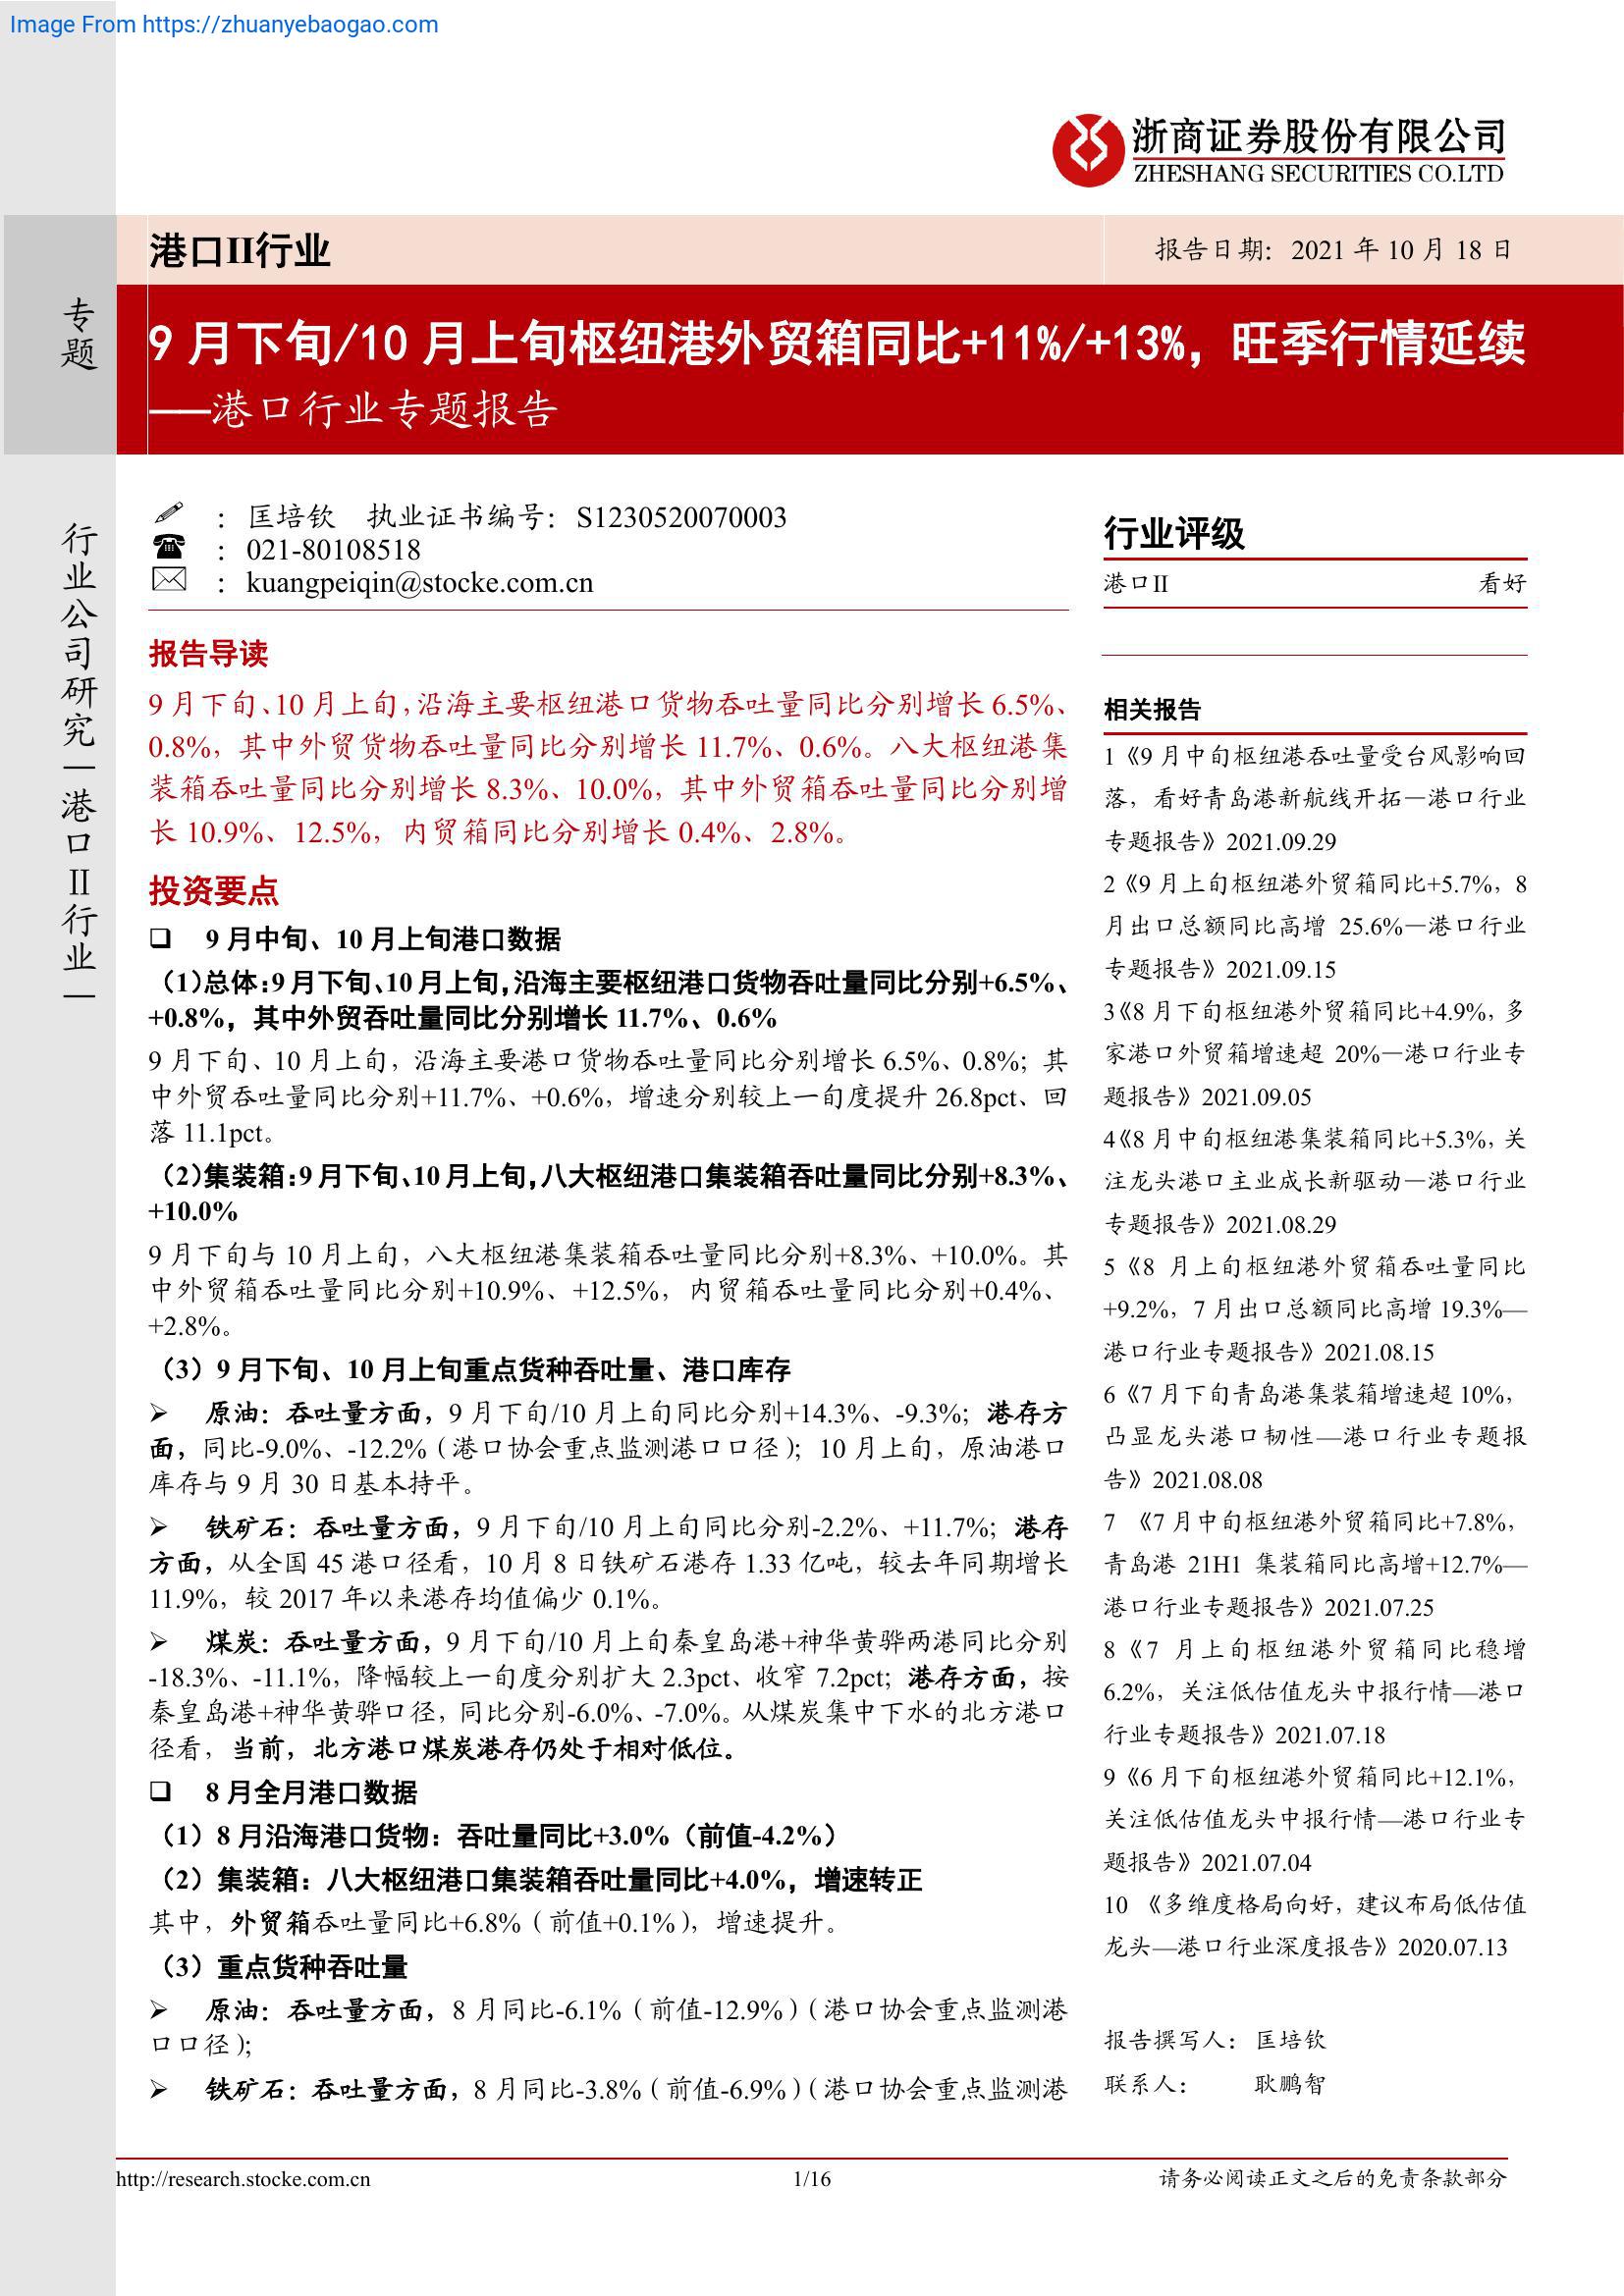 Image From https://zhuanyebaogao.com
浙商证券股份有限公司
ZHESHANG SECURITIES CO.LTD
专题
行业公司研究—港口II行业—
港口II行业
报告日期：2021 年 10 月 18 日
9 月下旬/10 月上旬枢纽港外贸箱同比+11%/+13%，旺季行情延续
——港口行业专题报告
：匡培钦 执业证书编号：S1230520070003
：021-80108518
：kuangpeiqin@stocke.com.cn
报告导读
9 月下旬、10 月上旬，沿海主要枢纽港口货物吞吐量同比分别增长 6.5%、
0.8%，其中外贸货物吞吐量同比分别增长 11.7%、0.6%。八大枢纽港集
装箱吞吐量同比分别增长 8.3%、10.0%，其中外贸箱吞吐量同比分别增
长 10.9%、12.5%，内贸箱同比分别增长 0.4%、2.8%。
投资要点
❑ 9 月中旬、10 月上旬港口数据
（1）总体：9 月下旬、10 月上旬，沿海主要枢纽港口货物吞吐量同比分别+6.5%、
+0.8%，其中外贸吞吐量同比分别增长 11.7%、0.6%
9 月下旬、10 月上旬，沿海主要港口货物吞吐量同比分别增长 6.5%、0.8%；其
中外贸吞吐量同比分别+11.7%、+0.6%，增速分别较上一旬度提升 26.8pct、回
落 11.1pct。
（2）集装箱：9 月下旬、10 月上旬，八大枢纽港口集装箱吞吐量同比分别+8.3%、
+10.0%
9 月下旬与 10 月上旬，八大枢纽港集装箱吞吐量同比分别+8.3%、+10.0%。其
中外贸箱吞吐量同比分别+10.9%、+12.5%，内贸箱吞吐量同比分别+0.4%、
+2.8%。
（3）9 月下旬、10 月上旬重点货种吞吐量、港口库存
➢ 原油：吞吐量方面，9 月下旬/10 月上旬同比分别+14.3%、-9.3%；港存方
面，同比-9.0%、-12.2%（港口协会重点监测港口口径）；10 月上旬，原油港口
库存与 9 月 30 日基本持平。
➢ 铁矿石：吞吐量方面，9 月下旬/10 月上旬同比分别-2.2%、+11.7%；港存
方面，从全国 45 港口径看，10 月 8 日铁矿石港存 1.33 亿吨，较去年同期增长
11.9%，较 2017 年以来港存均值偏少 0.1%。
➢ 煤炭：吞吐量方面，9 月下旬/10 月上旬秦皇岛港+神华黄骅两港同比分别
-18.3%、-11.1%，降幅较上一旬度分别扩大 2.3pct、收窄 7.2pct；港存方面，按
秦皇岛港+神华黄骅口径，同比分别-6.0%、-7.0%。从煤炭集中下水的北方港口
径看，当前，北方港口煤炭港存仍处于相对低位。
❑ 8 月全月港口数据
（1）8 月沿海港口货物：吞吐量同比+3.0%（前值-4.2%）
（2）集装箱：八大枢纽港口集装箱吞吐量同比+4.0%，增速转正
其中，外贸箱吞吐量同比+6.8%（前值+0.1%），增速提升。
（3）重点货种吞吐量
➢ 原油：吞吐量方面，8 月同比-6.1%（前值-12.9%）（港口协会重点监测港
口口径）；
➢ 铁矿石：吞吐量方面，8 月同比-3.8%（前值-6.9%）（港口协会重点监测港
行业评级
港口II 看好
相关报告
1《9 月中旬枢纽港吞吐量受台风影响回
落，看好青岛港新航线开拓—港口行业
专题报告》2021.09.29
2《9 月上旬枢纽港外贸箱同比+5.7%，8
月出口总额同比高增 25.6%—港口行业
专题报告》2021.09.15
3《8 月下旬枢纽港外贸箱同比+4.9%，多
家港口外贸箱增速超 20%—港口行业专
题报告》2021.09.05
4《8 月中旬枢纽港集装箱同比+5.3%，关
注龙头港口主业成长新驱动—港口行业
专题报告》2021.08.29
5《8 月上旬枢纽港外贸箱吞吐量同比
+9.2%，7 月出口总额同比高增 19.3%—
港口行业专题报告》2021.08.15
6《7 月下旬青岛港集装箱增速超 10%，
凸显龙头港口韧性—港口行业专题报
告》2021.08.08
7 《7 月中旬枢纽港外贸箱同比+7.8%，
青岛港 21H1 集装箱同比高增+12.7%—
港口行业专题报告》2021.07.25
8《7 月上旬枢纽港外贸箱同比稳增
6.2%，关注低估值龙头中报行情—港口
行业专题报告》2021.07.18
9《6 月下旬枢纽港外贸箱同比+12.1%，
关注低估值龙头中报行情—港口行业专
题报告》2021.07.04
10 《多维度格局向好，建议布局低估值
龙头—港口行业深度报告》2020.07.13
报告撰写人：匡培钦
联系人： 耿鹏智
http://research.stocke.com.cn
1/16
请务必阅读正文之后的免责条款部分